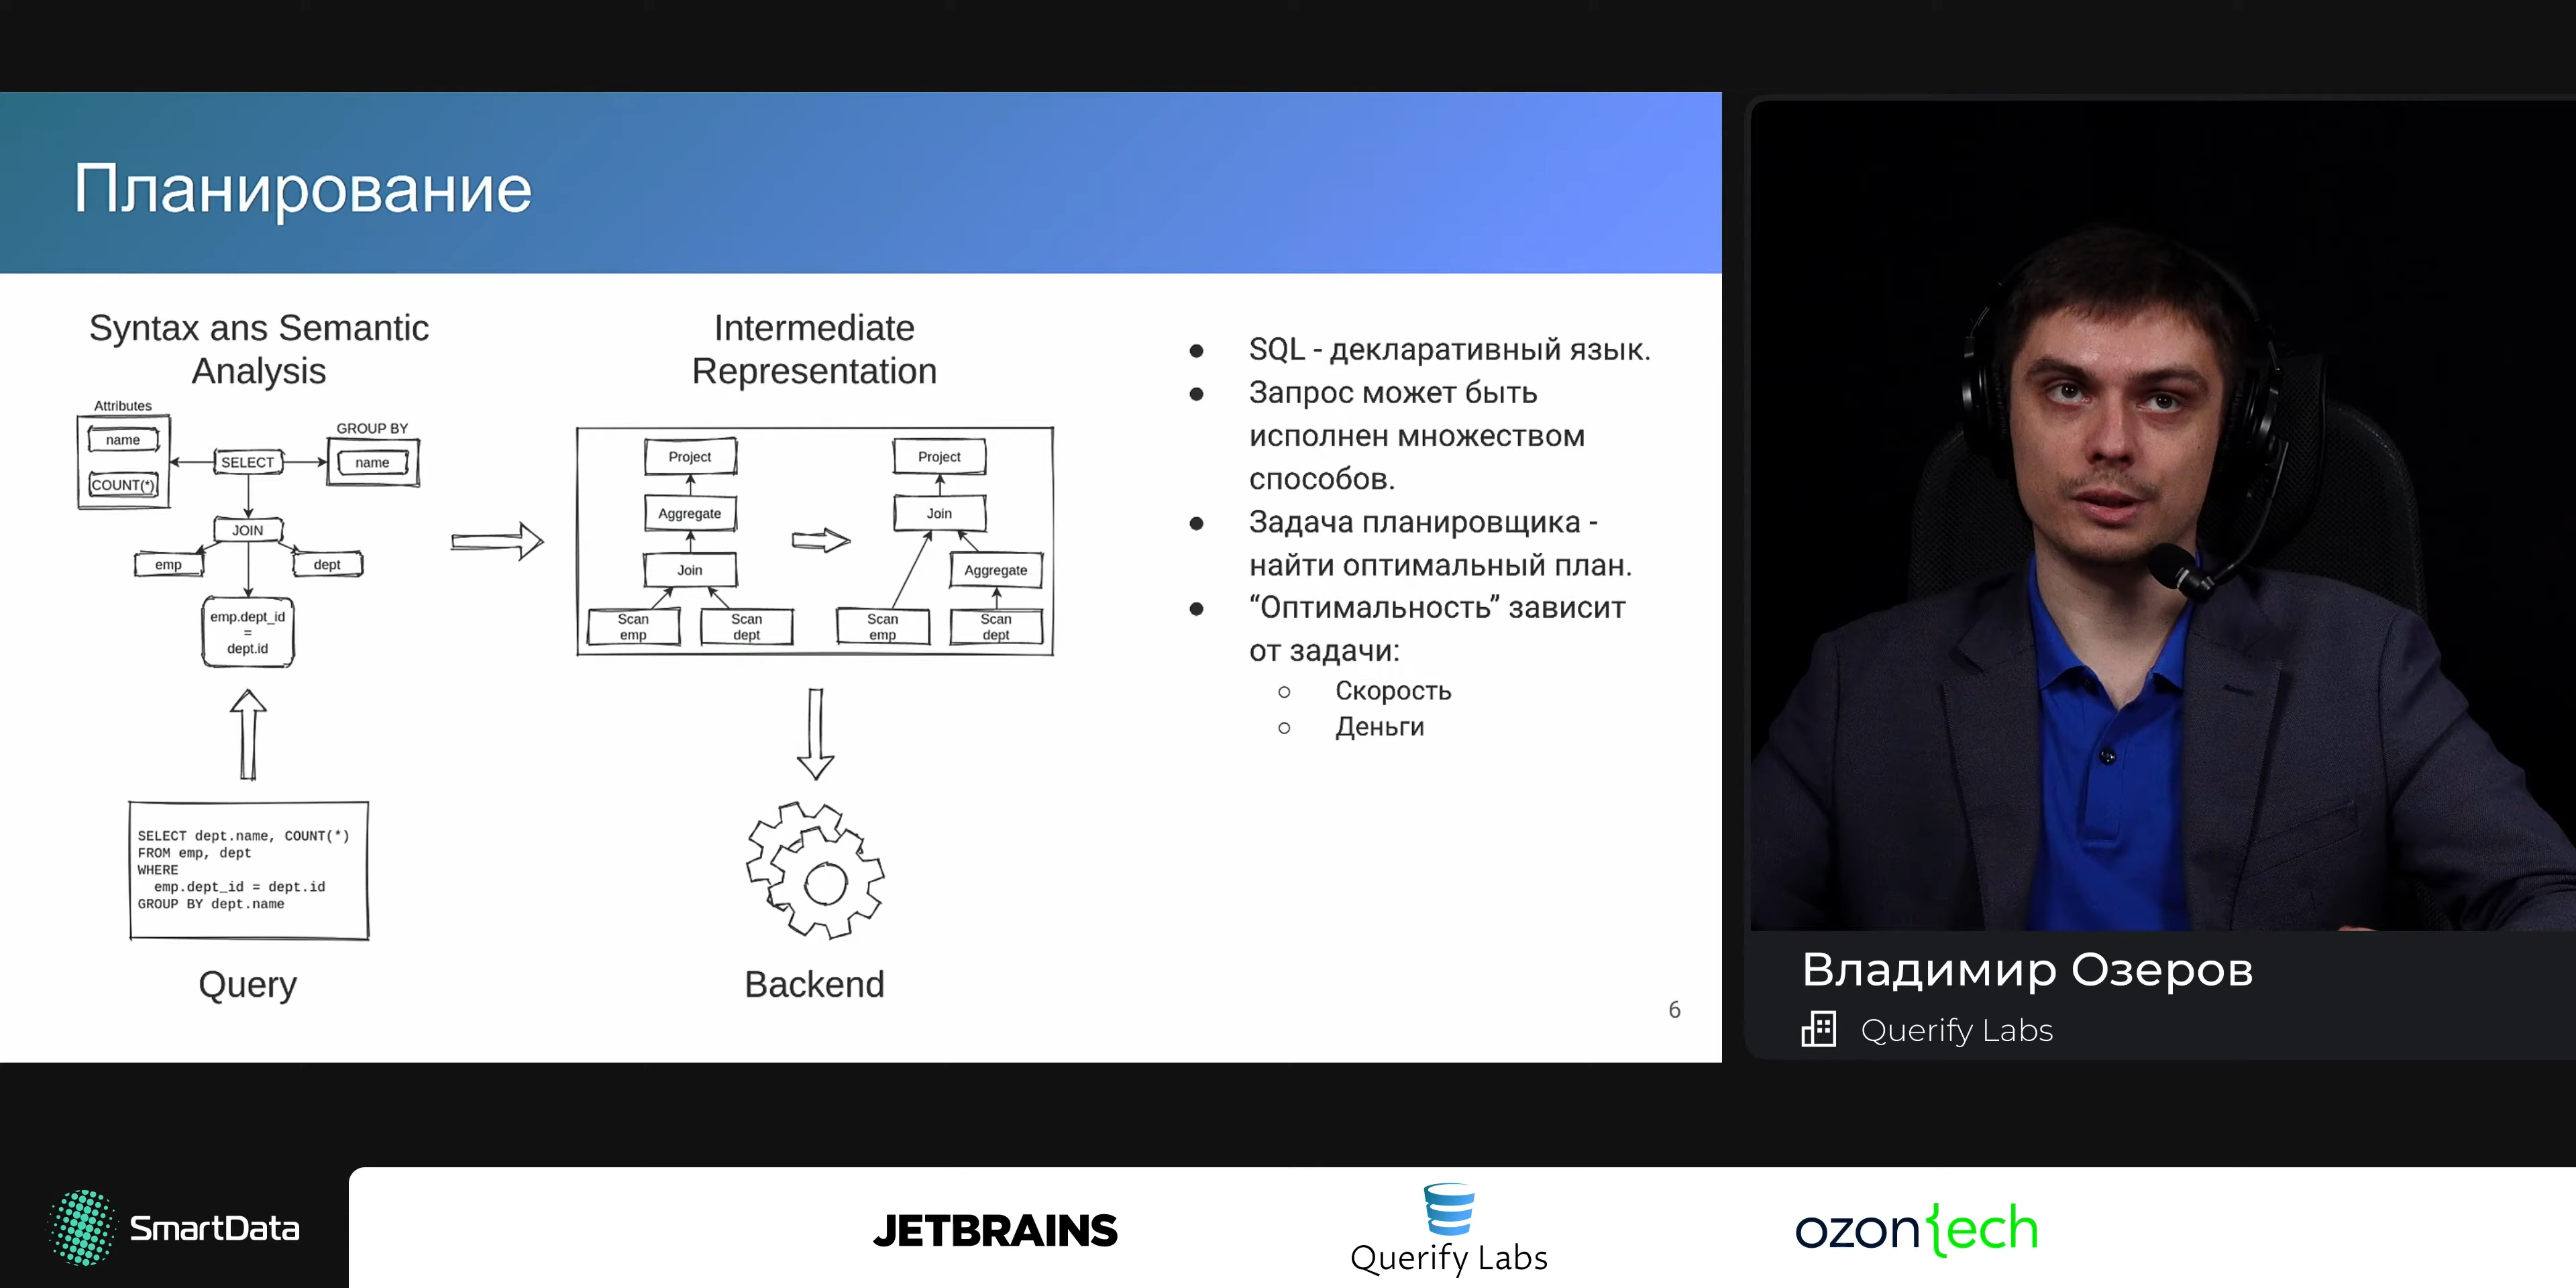 Планирование
Syntax ans Semantic
Analysis
Attributes
name
COUNT(*)
SELECT
GROUP BY
name
JOIN
emp
dept
emp.dept_id
=
dept.id
SELECT dept.name, COUNT(*)
FROM emp, dept
WHERE
emp.dept_id = dept.id
GROUP BY dept.name
Query
Intermediate
Representation
Project
Aggregate
Join
Scan
emp
Scan
dept
Project
Join
Aggregate
Scan
emp
Scan
dept
Backend
● SQL - декларативный язык.
● Запрос может быть
исполнен множеством
способов.
● Задача планировщика -
найти оптимальный план.
● “Оптимальность” зависит
от задачи:
○ Скорость
○ Деньги
6
Владимир Озеров
Querify Labs
SmartData
JETBRAINS
Querify Labs
ozon{ech